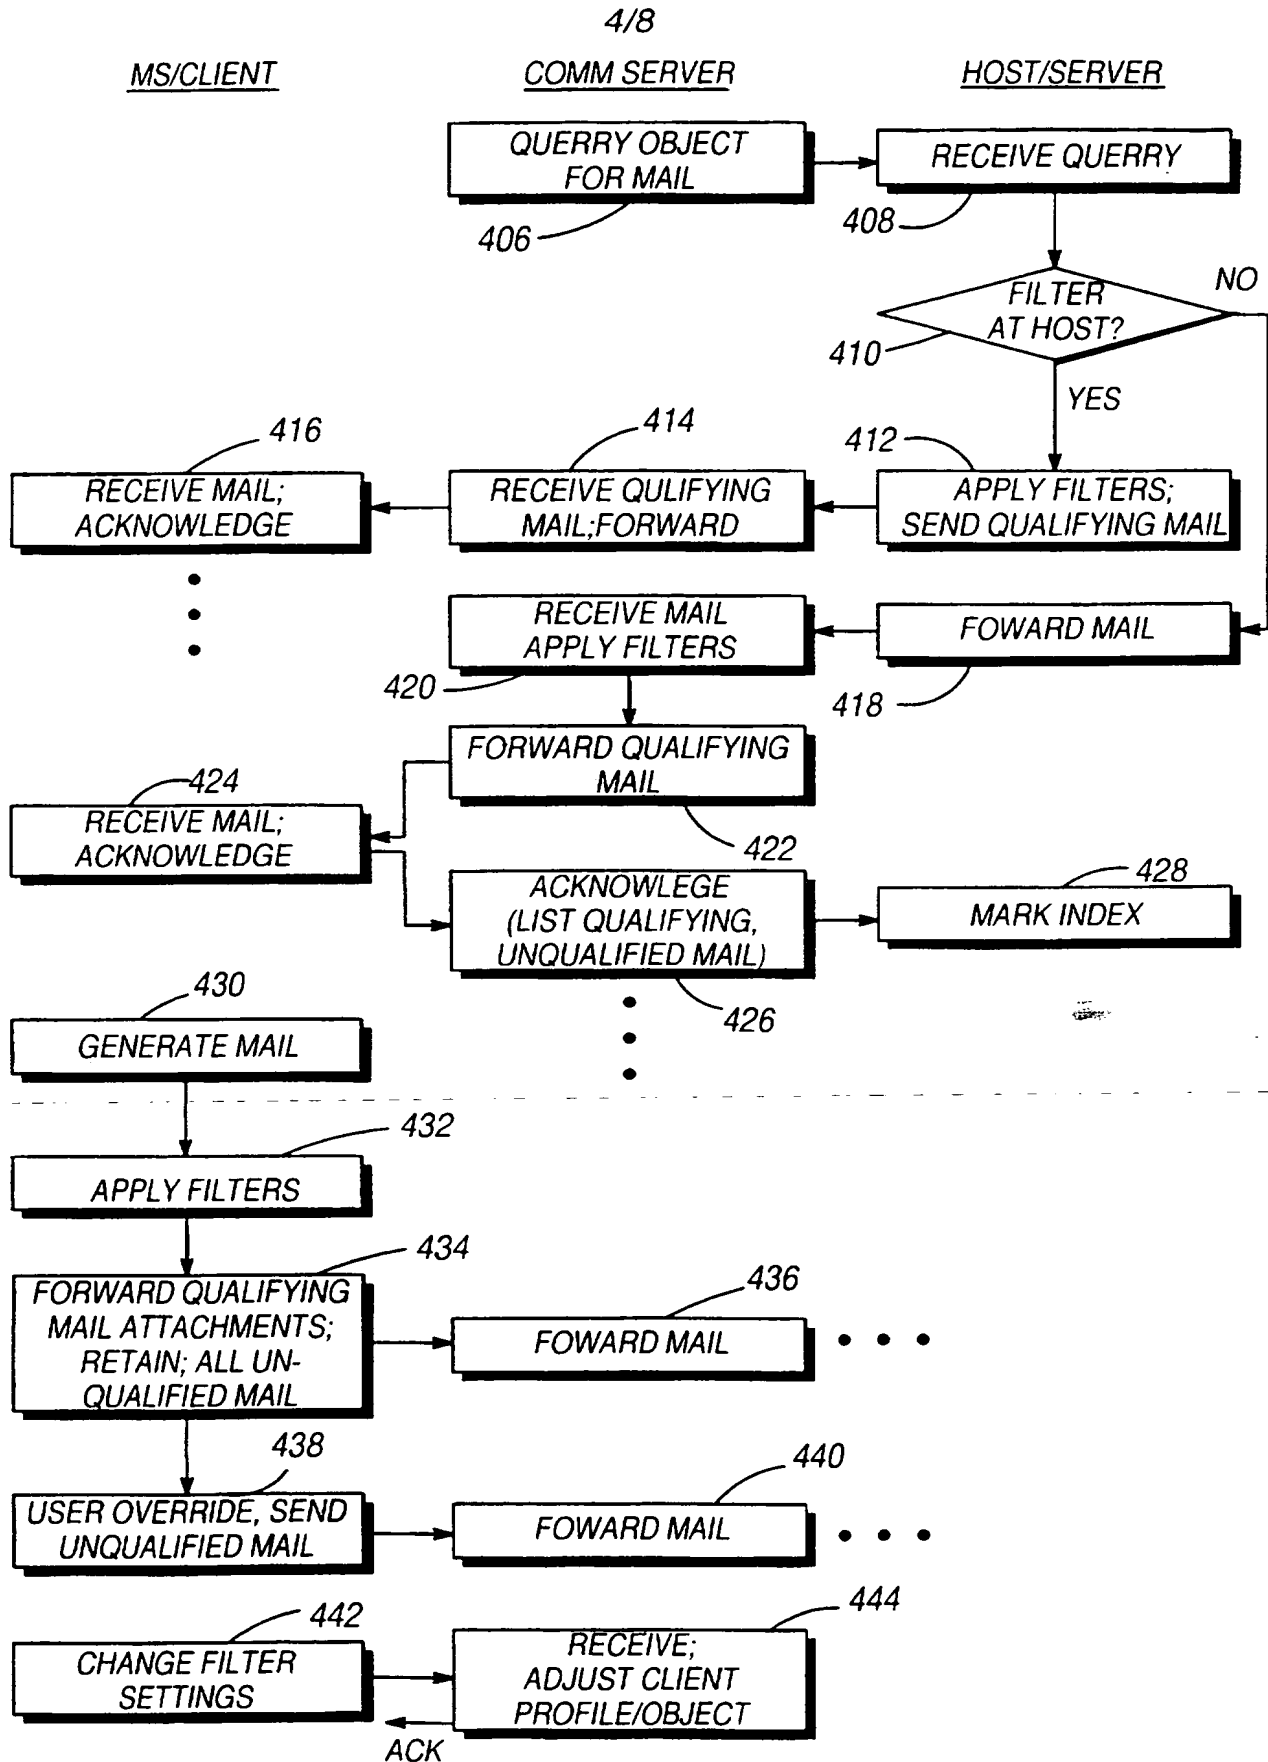 4/8
MS/CLIENT
COMM SERVER
HOST/SERVER
QUERRY OBJECT
FOR MAIL
406
RECEIVE QUERRY
408
FILTER
AT HOST?
410
NO
YES
416
414
412
RECEIVE MAIL;
ACKNOWLEDGE
RECEIVE QULIFYING
MAIL;FORWARD
APPLY FILTERS;
SEND QUALIFYING MAIL
RECEIVE MAIL
APPLY FILTERS
420
FOWARD MAIL
418
FORWARD QUALIFYING
MAIL
422
424
RECEIVE MAIL;
ACKNOWLEDGE
ACKNOWLEGE
(LIST QUALIFYING,
UNQUALIFIED MAIL)
426
428
MARK INDEX
430
GENERATE MAIL
432
APPLY FILTERS
434
FORWARD QUALIFYING
MAIL ATTACHMENTS;
RETAIN; ALL UN-
QUALIFIED MAIL
436
FOWARD MAIL
438
USER OVERRIDE, SEND
UNQUALIFIED MAIL
440
FOWARD MAIL
442
CHANGE FILTER
SETTINGS
444
RECEIVE;
ADJUST CLIENT
PROFILE/OBJECT
ACK